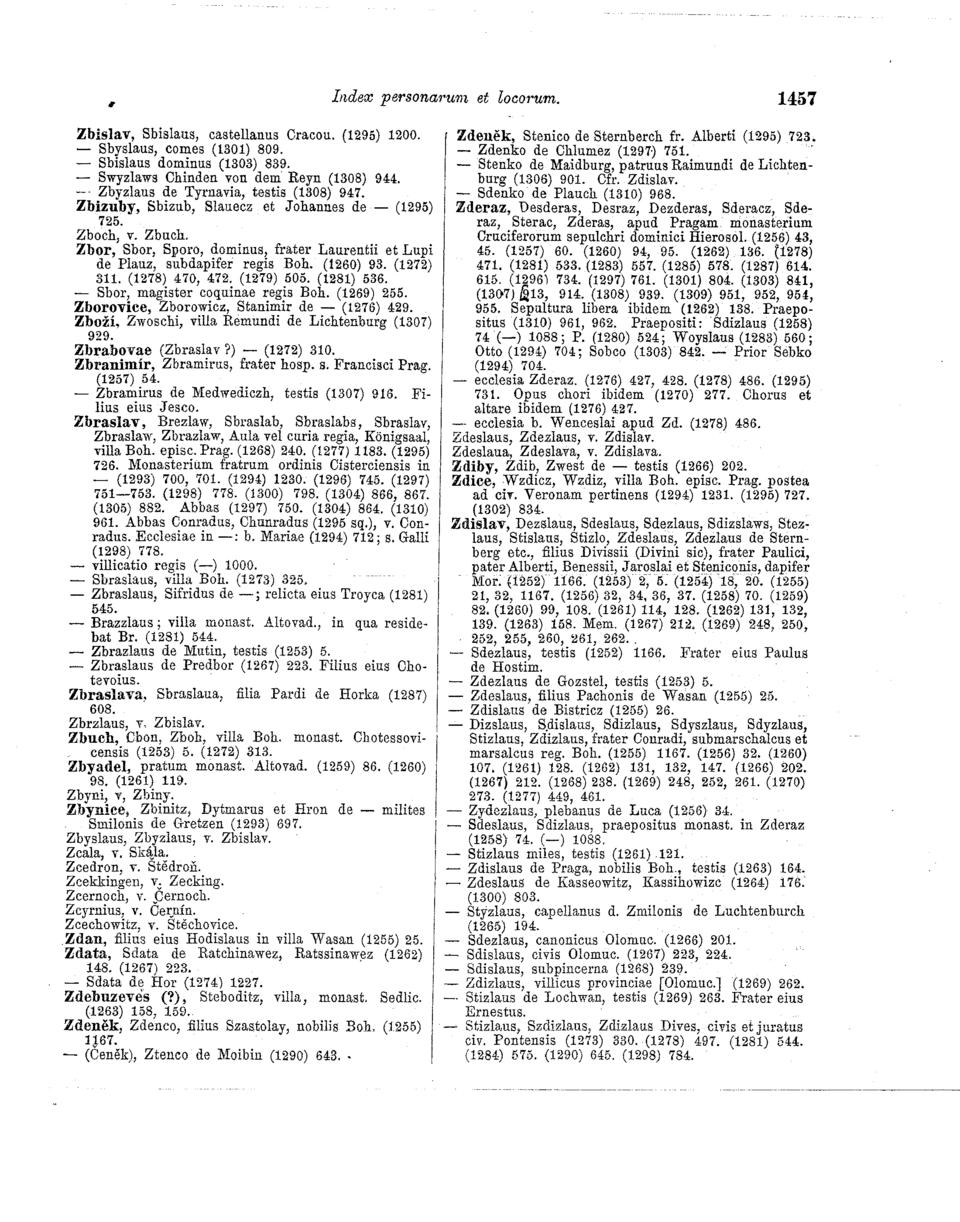 Index personarum et locorum. 1457
Zbislav, Sbislaus, castellanus Cracou. (1295) 1200.
— Sbyslaus, comes (1301) 809.
— Sbislaus dominus (1303) 839.
— Swyzlaws Chinden von dem Reyn (1308) 944.
— Zbyzlaus de Tyrnavia, testis (1308) 947.
Zbizuby, Sbizub, Slauecz et Johannes de — (1295)
725.
Zboch, v. Zbuch.
Zbor, Sbor, Sporo, dominus, frater Laurentii et Lupi
de Plauz, subdapifer regis Boh. (1260) 93. (1272)
311. (1278) 470, 472. (1279) 505. (1281) 536.
— Sbor, magister coquinae regis Boh. (1269) 255.
Zborovice, Zborowicz, Stanimir de — (1276) 429.
Zboží, Zwoschi, villa Remundi de Lichtenburg (1307)
929.
Zbrabovae (Zbraslav ?) — (1272) 310.
Zbranimír, Zbramirus, frater hosp. s. Francisci Prag.
(1257) 54.
— Zbramirus de Medwediczh, testis (1307) 916. Fi-
lius eius Jesco.
Zbraslav, Brezlaw, Sbraslab, Sbraslabs, Sbraslav,
Zbraslaw, Zbrazlaw, Aula vel curia regia, Königsaal,
villa Boh. episc. Prag. (1268) 240. (1277) 1183. (1295)
726. Monasterium fratrum ordinis Cisterciensis in
— (1293) 700, 701. (1294) 1230. (1296) 745. (1297)
751—753. (1298) 778. (1300) 798. (1304) 866, 867.
(1305) 882. Abbas (1297) 750. (1304) 864. (1310)
961. Abbas Conradus, Chunradus (1295 sq.), v. Con-
radus. Ecclesiae in —: b. Mariae (1294) 712; s. Galli
(1298) 778.
— villicatio regis (—) 1000.
— Sbraslaus, villa Boh. (1273) 325.
— Zbraslaus, Sifridus de —; relicta eius Troyca (1281)
545.
— Brazzlaus; villa monast. Altovad., in qua reside-
bat Br. (1281) 544.
— Zbrazlaus de Mutin, testis (1253) 5.
— Zbraslaus de Predbor (1267) 223. Filius eius Cho-
tevoius.
Zbraslava, Sbraslaua, filia Pardi de Horka (1287)
608.
Zbrzlaus, v. Zbislav.
Zbuch, Cbon, Zboh, villa Boh. monast. Chotessovi-
censis (1253) 5. (1272) 313.
Zbyadel, pratum monast. Altovad. (1259) 86. (1260)
98. (1261) 119.
Zbyni, v, Zbiny.
Zbynice, Zbinitz, Dytmarus et Hron de — milites
Smilonis de Gretzen (1293) 697.
Zbyslaus, Zbyzlaus, v. Zbislav.
Zcala, v. Skála.
Zcedron, v. Štědroň.
Zcekkingen, v. Zecking.
Zcernoch, v. Černoch.
Zcyrnius, v. Černín.
Zcechowitz, v. Štěchovice.
Zdan, filius eius Hodislaus in villa Wasan (1255) 25.
Zdata, Sdata de Ratchinawez, Ratssinawez (1262)
148. (1267) 223.
— Sdata de Hor (1274) 1227.
Zdebuzeves (?), Steboditz, villa, monast. Sedlic.
(1263) 158, 159.
Zdeněk, Zdenco, filius Szastolay, nobilis Boh. (1255)
1167.
— (Čeněk), Ztenco de Moibin (1290) 643.
Zdeněk, Stenico de Sternberch fr. Alberti (1295) 723.
— Zdenko de Chlumez (1297) 751.
— Stenko de Maidburg, patruus Raimundi de Lichten-
burg (1306) 901. Cfr. Zdislav.
— Sdenko de Plauch (1310) 968.
Zderaz, Desderas, Desraz, Dezderas, Sderacz, Sde-
raz, Sterac, Zderas, apud Pragam monasterium
Cruciferorum sepulchri dominici Hierosol. (1256) 43,
45. (1257) 60. (1260) 94, 95. (1262) 136. (1278)
471. (1281) 533. (1283) 557. (1285) 578. (1287) 614.
615. (1296) 734. (1297) 761. (1301) 804. (1303) 841,
(1307) 913, 914. (1308) 939. (1309) 951, 952, 954,
955. Sepultura libera ibidem (1262) 138. Praepo-
situs (1310) 961, 962. Praepositi: Sdizlaus (1258)
74 (—) 1088; P. (1280) 524; Woyslaus (1283) 560;
Otto (1294) 704; Sobco (1303) 842. — Prior Sebko
(1294) 704.
— ecclesia Zderaz. (1276) 427, 428. (1278) 486. (1295)
731. Opus chori ibidem (1270) 277. Chorus et
altare ibidem (1276) 427.
— ecclesia b. Wenceslai apud Zd. (1278) 486.
Zdeslaus, Zdezlaus, v. Zdislav.
Zdeslaua, Zdeslava, v. Zdislava.
Zdiby, Zdib, Zwest de — testis (1266) 202.
Zdice, Wzdicz, Wzdiz, villa Boh. episc. Prag. postea
ad civ. Veronam pertinens (1294) 1231. (1295) 727.
(1302) 834.
Zdislav, Dezslaus, Sdeslaus, Sdezlaus, Sdizslaws, Stez-
laus, Stislaus, Stizlo, Zdeslaus, Zdezlaus de Stern-
berg etc., filius Divissii (Divini sic), frater Paulici,
pater Alberti, Benessii, Jaroslai et Steniconis, dapifer
Mor. (1252) 1166. (1253) 2, 5. (1254) 18, 20. (1255)
21, 32, 1167. (1256) 32, 34, 36, 37. (1258) 70. (1259)
82. (1260) 99, 108. (1261) 114, 128. (1262) 131, 132,
139. (1263) 158. Mem. (1267) 212. (1269) 248, 250,
252, 255, 260, 261, 262.
— Sdezlaus, testis (1252) 1166. Frater eius Paulus
de Hostim.
— Zdezlaus de Gozstel, testis (1253) 5.
— Zdeslaus, filius Pachonis de Wasan (1255) 25.
— Zdislaus de Bistricz (1255) 26.
— Dizslaus, Sdislaus, Sdizlaus, Sdyszlaus, Sdyzlaus,
Stizlaus, Zdizlaus, frater Conradi, submarschalcus et
marsalcus reg. Boh. (1255) 1167. (1256) 32. (1260)
107. (1261) 128. (1262) 131, 132, 147. (1266) 202.
(1267) 212. (1268) 238. (1269) 248, 252, 261. (1270)
273. (1277) 449, 461.
— Zydezlaus, plebanus de Luca (1256) 34.
— Sdeslaus, Sdizlaus, praepositus monast. in Zderaz
(1258) 74. (—) 1088.
— Stizlaus miles, testis (1261) 121.
— Zdislaus de Praga, nobilis Boh., testis (1263) 164.
— Zdeslaus de Kasseowitz, Kassihowizc (1264) 176.
(1300) 803.
— Styzlaus, capellanus d. Zmilonis de Luchtenburch
(1265) 194.
— Sdezlaus, canonicus Olomuc. (1266) 201.
— Sdislaus, civis Olomuc. (1267) 223, 224.
— Sdislaus, subpincerna (1268) 239.
— Zdizlaus, villicus provinciae [Olomuc.] (1269) 262.
— Stizlaus de Lochwan, testis (1269) 263. Frater eius
Ernestus.
— Stizlaus, Szdizlaus, Zdizlaus Dives, civis et juratus
civ. Pontensis (1273) 330. (1278) 497. (1281) 544.
(1284) 575. (1290) 645. (1298) 784.